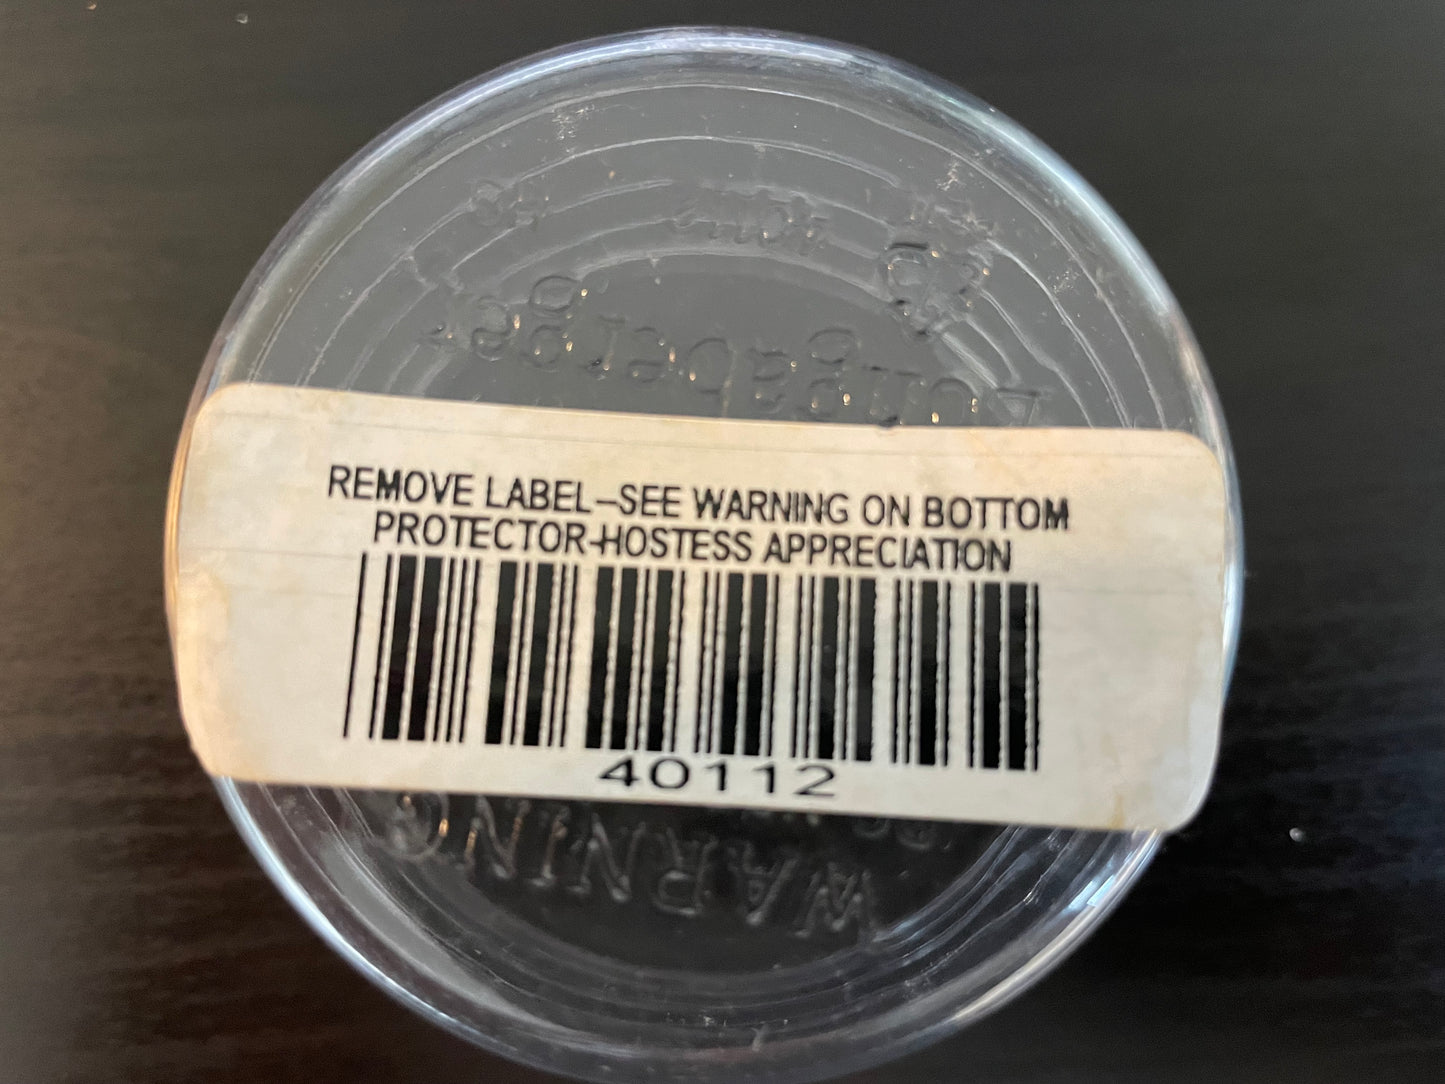 Longaberger
REMOVE LABEL–SEE WARNING ON BOTTOM
PROTECTOR-HOSTESS APPRECIATION
40112
WARNING